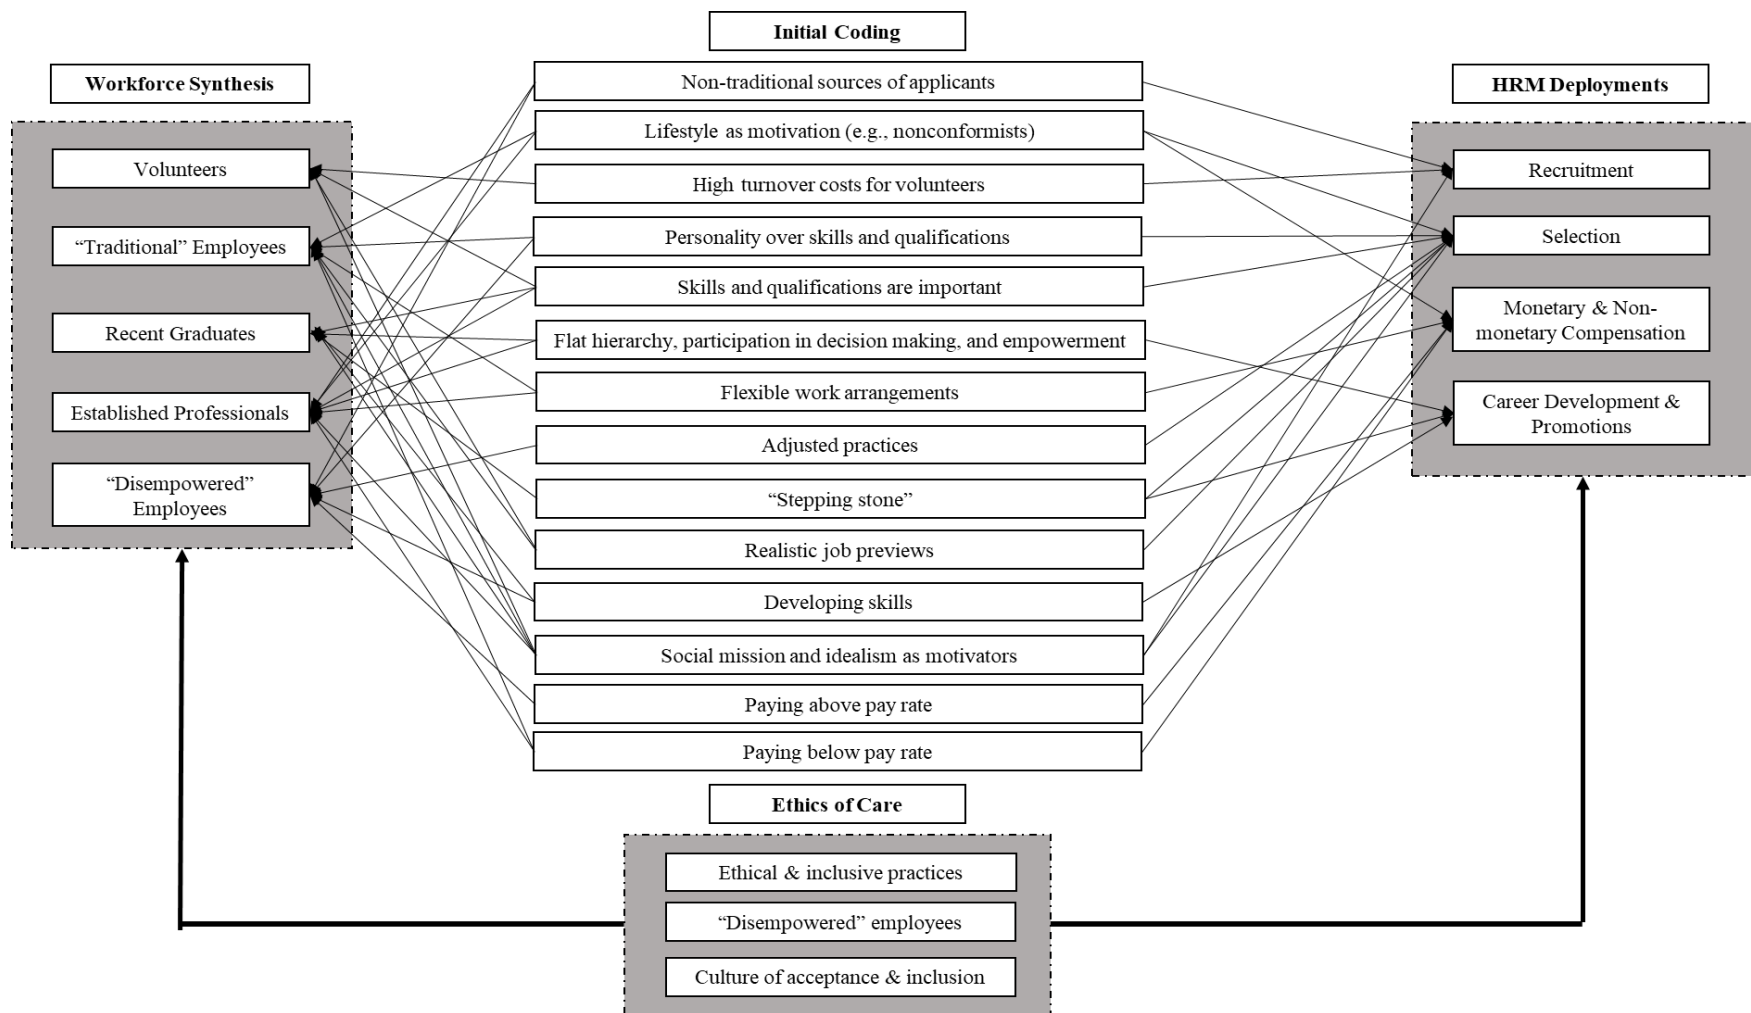 Initial Coding
Workforce Synthesis
Volunteers
“Traditional” Employees
Recent Graduates
Established Professionals
“Disempowered”
Employees
Non-traditional sources of applicants
Lifestyle as motivation (e.g., nonconformists)
High turnover costs for volunteers
Personality over skills and qualifications
Skills and qualifications are important
Flat hierarchy, participation in decision making, and empowerment
Flexible work arrangements
Adjusted practices
“Stepping stone”
Realistic job previews
Developing skills
Social mission and idealism as motivators
Paying above pay rate
Paying below pay rate
HRM Deployments
Recruitment
Selection
Monetary & Non-
monetary Compensation
Career Development &
Promotions
Ethics of Care
Ethical & inclusive practices
“Disempowered” employees
Culture of acceptance & inclusion